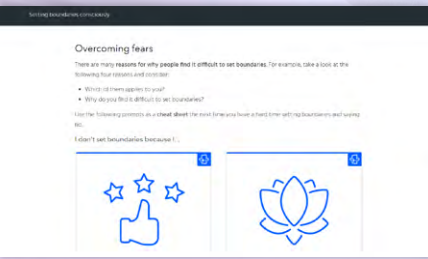 Setting boundaries consciously
Overcoming fears
There are many reasons for why people find it difficult to set boundaries. For example, take a look at the
following four reasons and consider:
• Which of them applies to you?
• Why do you find it difficult to set boundaries?
Use the following prompts as a cheat sheet the next time you have a hard time setting boundaries and saying
no.
I don't set boundaries because I...